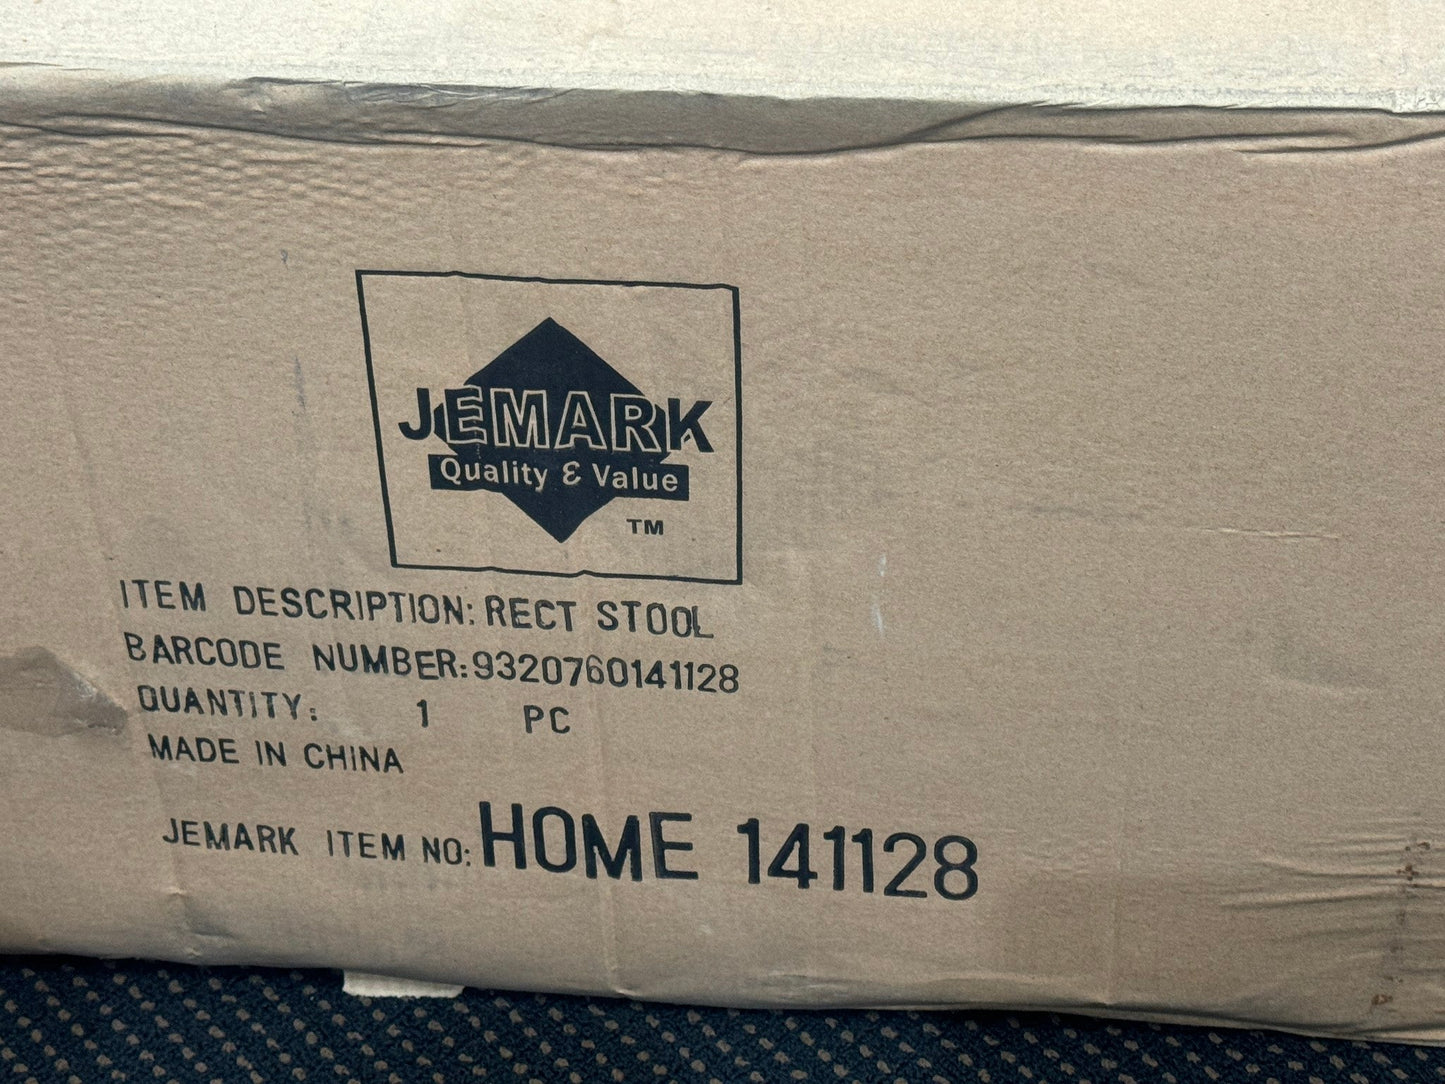 JEMARK
Quality & Value
TM
ITEM DESCRIPTION: RECT STOOL
BARCODE NUMBER: 9320760141128
QUANTITY: 1 PC
MADE IN CHINA
JEMARK ITEM NO: HOME 141128